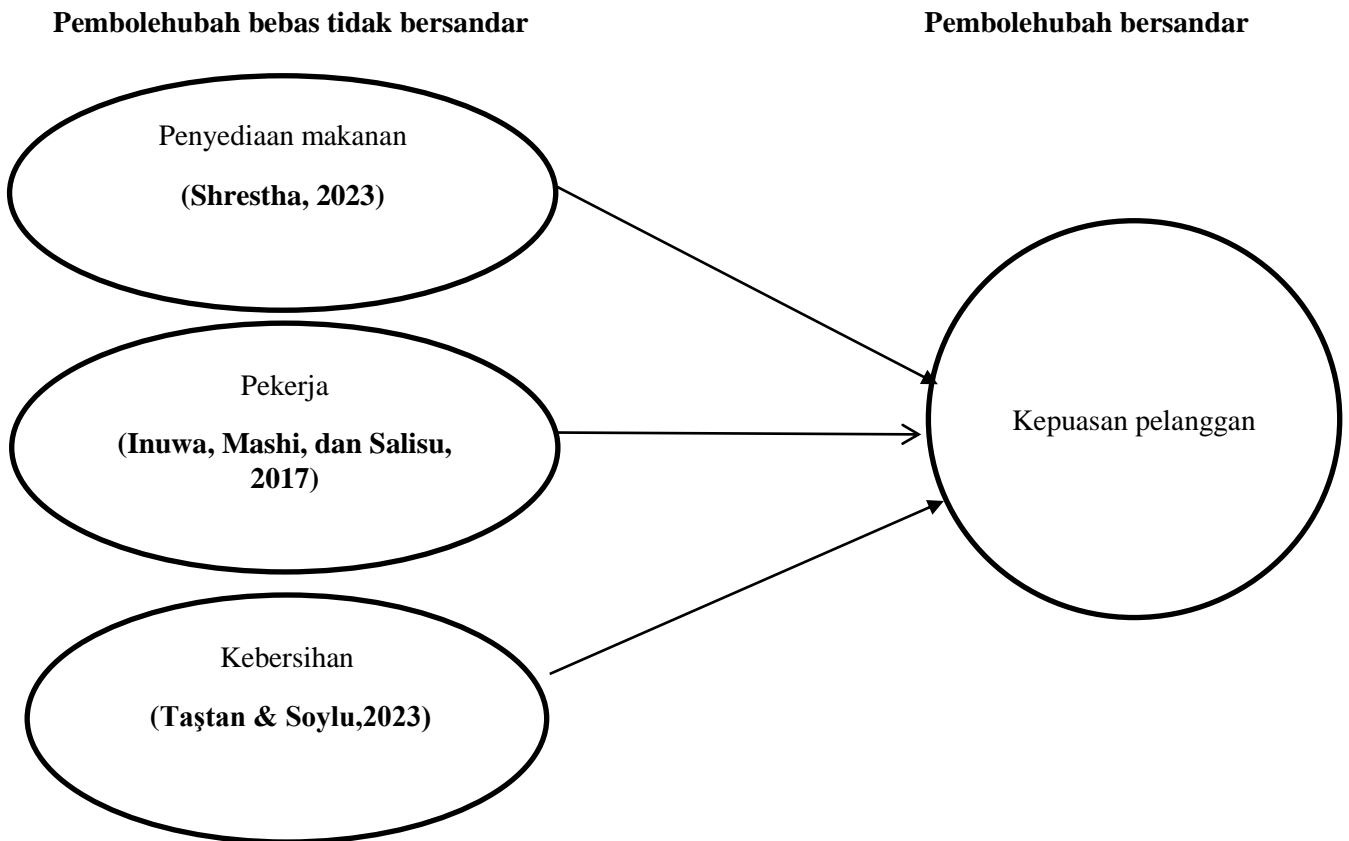 Pembolehubah bebas tidak bersandar
Pembolehubah bersandar
Penyediaan makanan
(Shrestha, 2023)
Pekerja
(Inuwa, Mashi, dan Salisu,
2017)
Kebersihan
(Taştan & Soylu,2023)
Kepuasan pelanggan